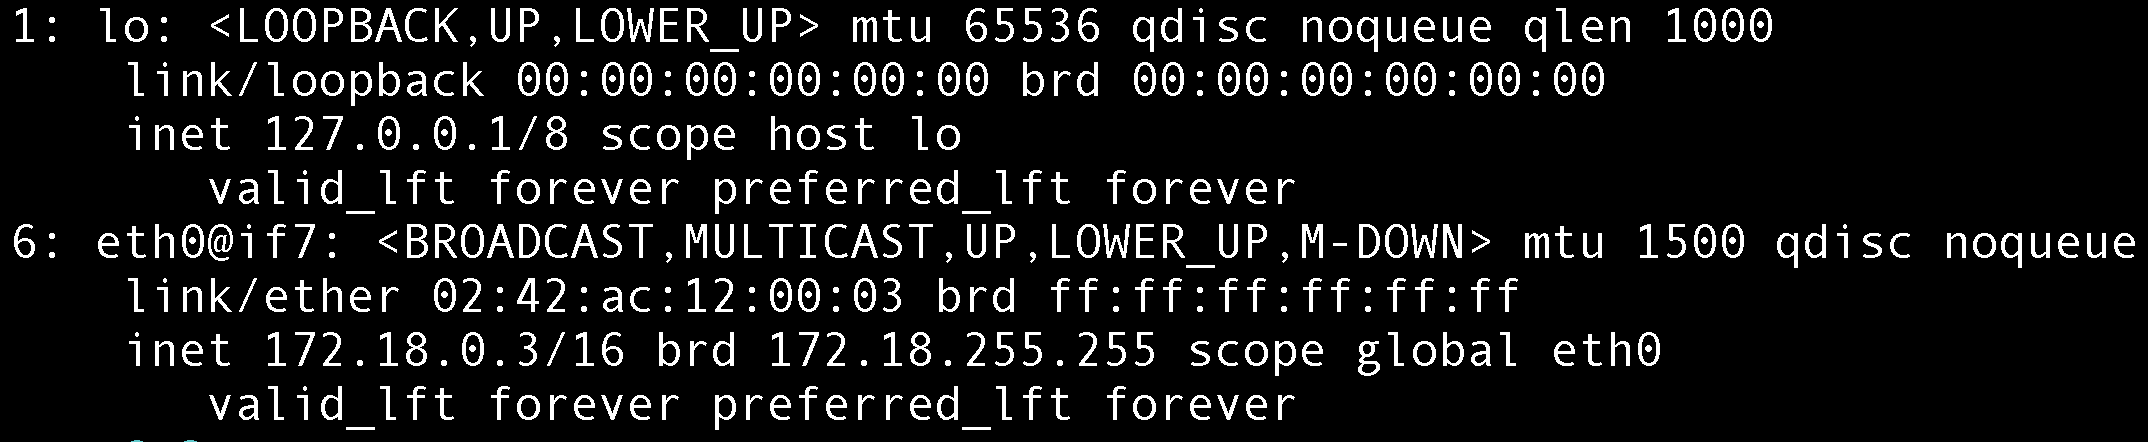 1: lo: <LOOPBACK,UP,LOWER_UP> mtu 65536 qdisc noqueue qlen 1000
link/loopback 00:00:00:00:00:00 brd 00:00:00:00:00:00
inet 127.0.0.1/8 scope host lo
valid_lft forever preferred_lft forever
6: eth0@if7: <BROADCAST,MULTICAST,UP,LOWER_UP,M-DOWN> mtu 1500 qdisc noqueue
link/ether 02:42:ac:12:00:03 brd ff:ff:ff:ff:ff:ff
inet 172.18.0.3/16 brd 172.18.255.255 scope global eth0
valid_lft forever preferred_lft forever